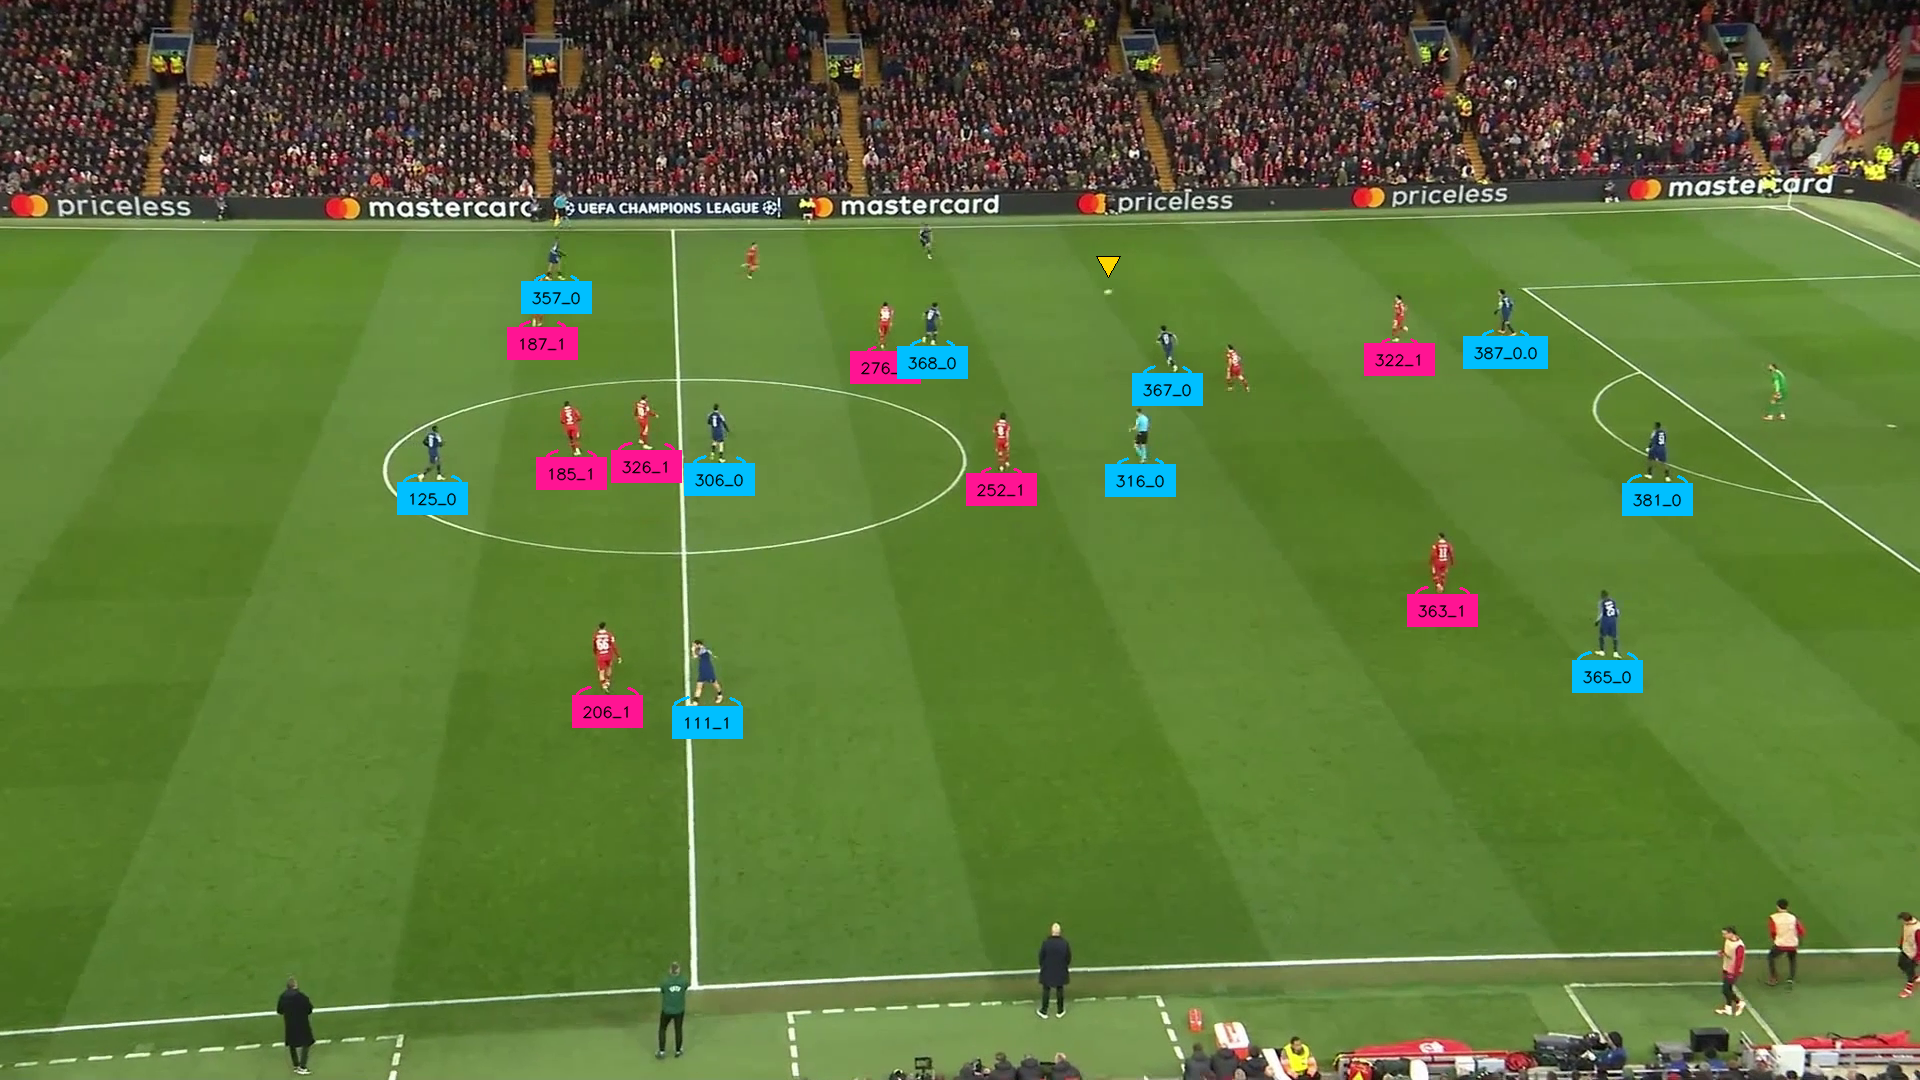 priceless
mastercard
UEFA CHAMPIONS LEAGUE
mastercard
priceless
priceless
mastercard
357_0
187_1
276_
368_0
367_0
322_1
387_0.0
125_0
185_1
326_1
306_0
252_1
316_0
381_0
363_1
365_0
206_1
66
111_1